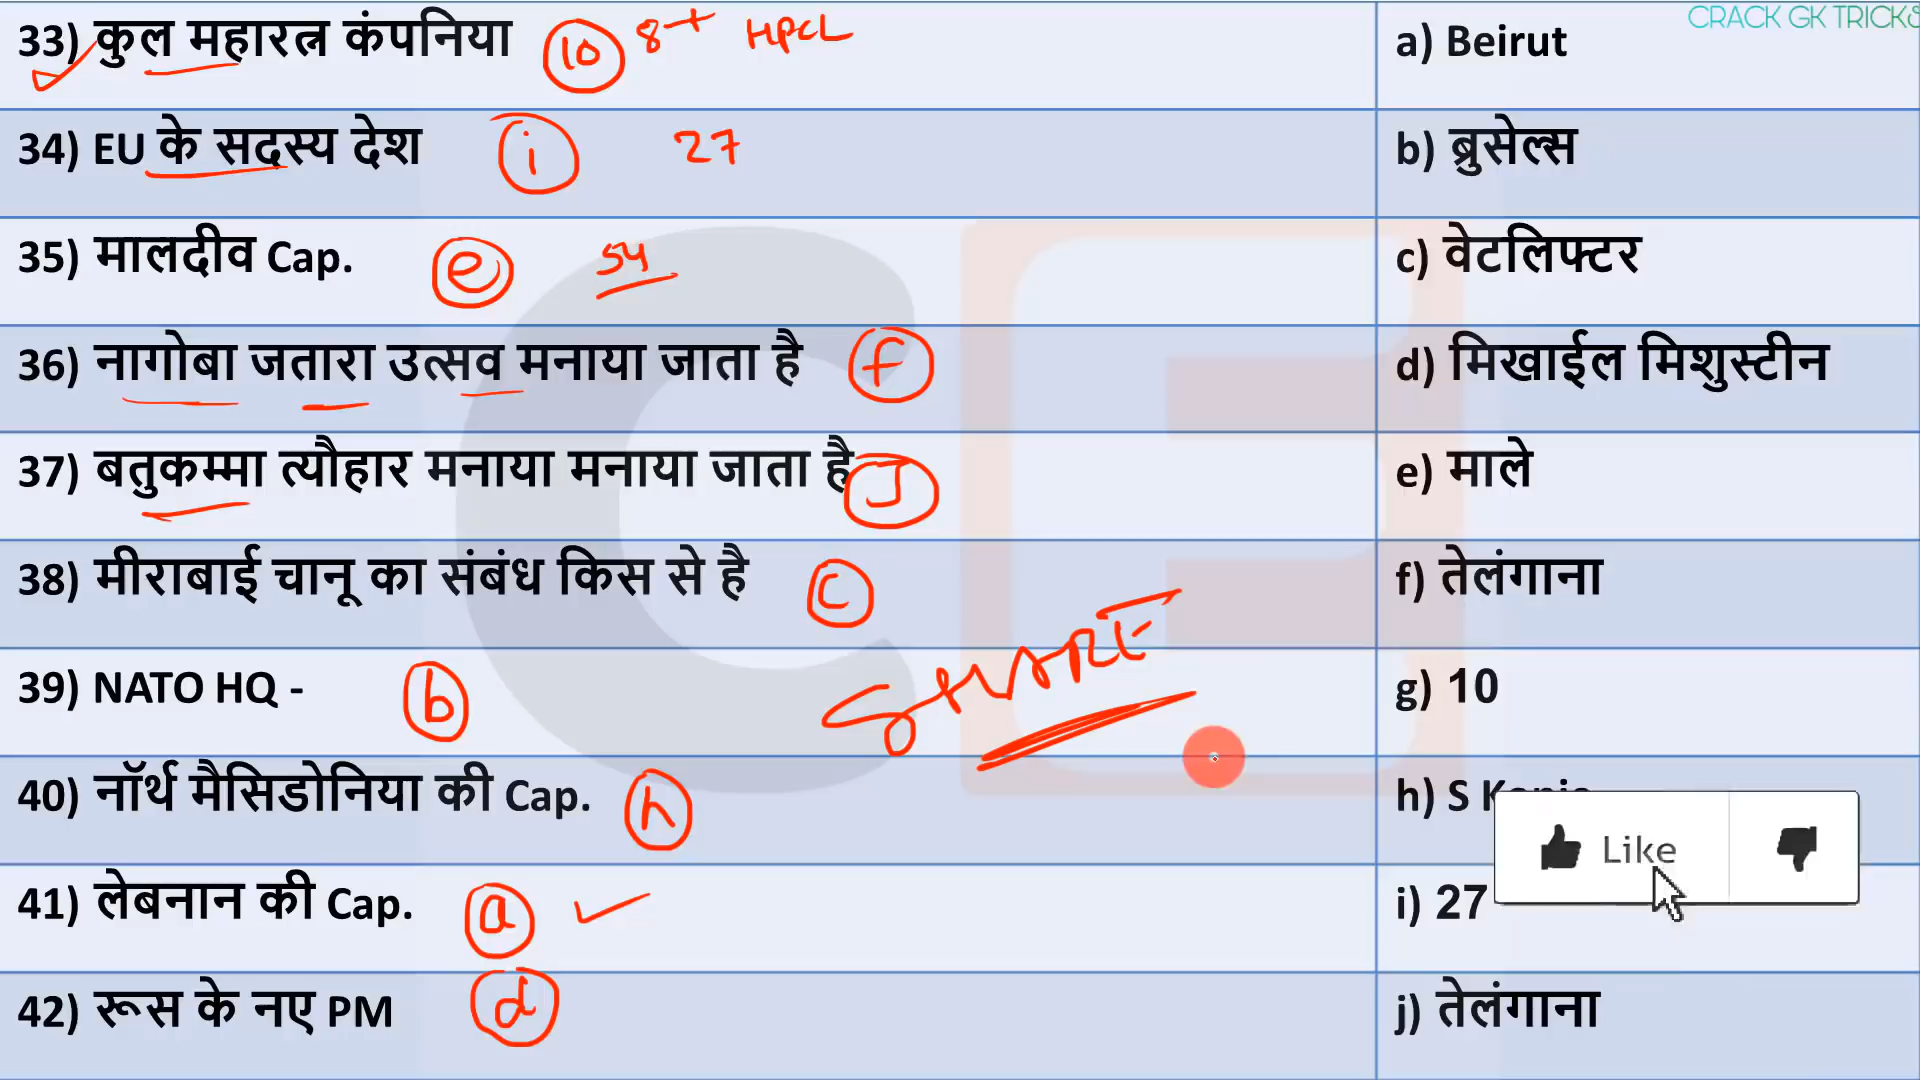 CRACK GK TRICKS
33) कुल महारत्न कंपनिया 10 8+ HPCL
a) Beirut
34) EU के सदस्य देश i 27
b) ब्रुसेल्स
35) मालदीव Cap. e 54
c) वेटलिफ्टर
36) नागोबा जतारा उत्सव मनाया जाता है f
d) मिखाईल मिशुस्टीन
37) बतुकम्मा त्यौहार मनाया मनाया जाता है J
e) माले
38) मीराबाई चानू का संबंध किस से है c
f) तेलंगाना
SHARE
39) NATO HQ - b
g) 10
40) नॉर्थ मैसिडोनिया की Cap. h
h) S
Like
41) लेबनान की Cap. a
i) 27
42) रूस के नए PM d
j) तेलंगाना